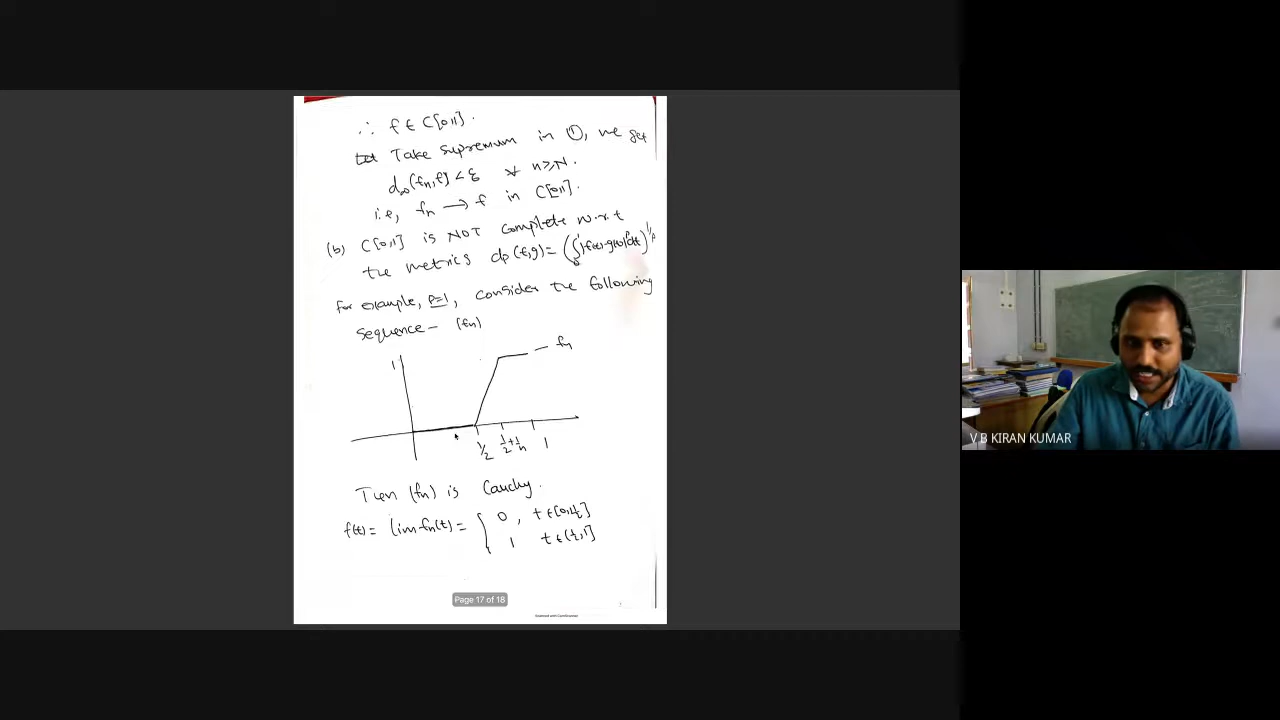 ∴ f ∈ C[0,1].
Take supremum in ①, we get
d∞(fn, f) < ε ∀ n ≥ N.
i.e, fn → f in C[0,1].
(b) C[0,1] is NOT complete w.r.t
the metrics dp(f,g) = (∫₀¹ |f(t)-g(t)|ᵖ dt)^1/p
For example, p=1, consider the following
sequence – (fn)
1
fn
1/2 1/2+1/n 1
Then (fn) is Cauchy.
f(t) = lim fn(t) = { 0, t ∈ [0,1/2]
1 t ∈ (1/2,1]
Page 17 of 18
V B KIRAN KUMAR